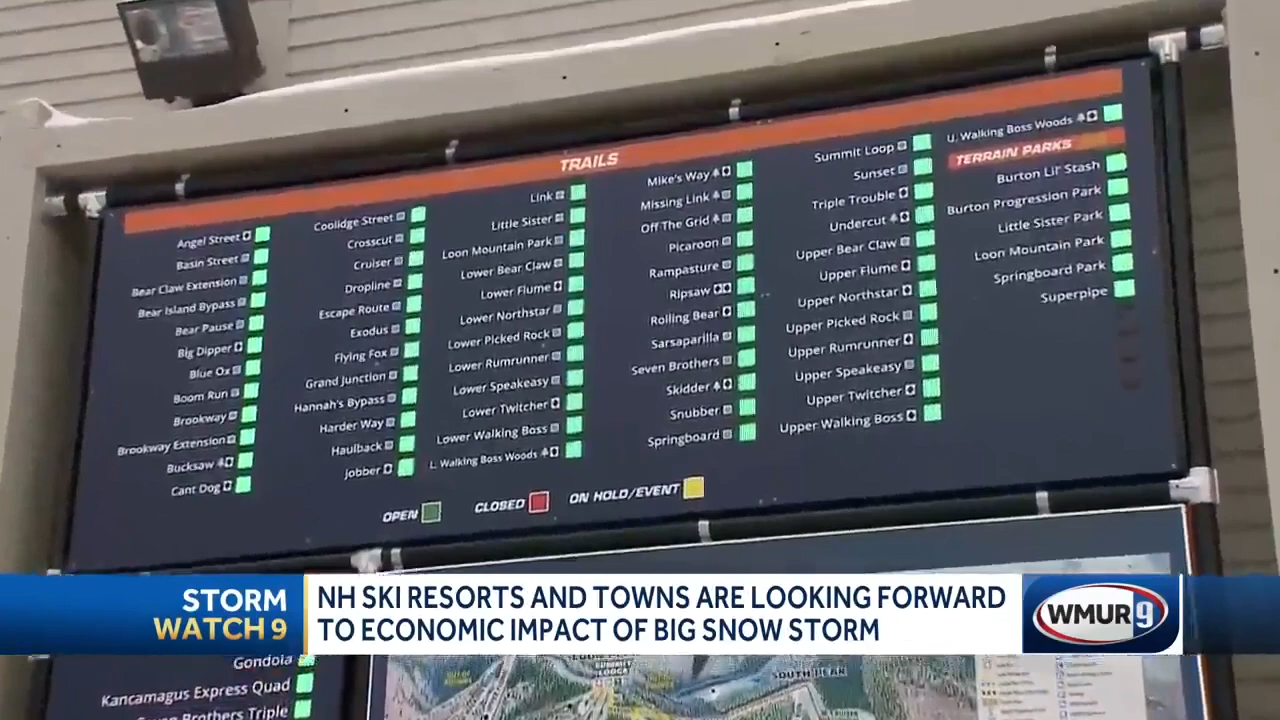 TRAILS
Angel Street
Basin Street
Bear Claw Extension
Bear Island Bypass
Bear Pause
Big Dipper
Blue Ox
Boom Run
Brookway
Brookway Extension
Bucksaw
Cant Dog
Coolidge Street
Crosscut
Cruiser
Dropline
Escape Route
Exodus
Flying Fox
Grand Junction
Hannah's Bypass
Harder Way
Haulback
Jobber
Link
Little Sister
Loon Mountain Park
Lower Bear Claw
Lower Flume
Lower Northstar
Lower Picked Rock
Lower Rumrunner
Lower Speakeasy
Lower Twitcher
Lower Walking Boss
L. Walking Boss Woods
Mike's Way
Missing Link
Off The Grid
Picaroon
Rampasture
Ripsaw
Rolling Bear
Sarsaparilla
Seven Brothers
Skidder
Snubber
Springboard
Summit Loop
Sunset
Triple Trouble
Undercut
Upper Bear Claw
Upper Flume
Upper Northstar
Upper Picked Rock
Upper Rumrunner
Upper Speakeasy
Upper Twitcher
Upper Walking Boss
U. Walking Boss Woods
TERRAIN PARKS
Burton Lil' Stash
Burton Progression Park
Little Sister Park
Loon Mountain Park
Springboard Park
Superpipe
OPEN CLOSED ON HOLD/EVENT
STORM
WATCH 9
NH SKI RESORTS AND TOWNS ARE LOOKING FORWARD
TO ECONOMIC IMPACT OF BIG SNOW STORM
WMUR 9
Gondola
Kancamagus Express Quad
Brothers Triple
SOUTH PEAK